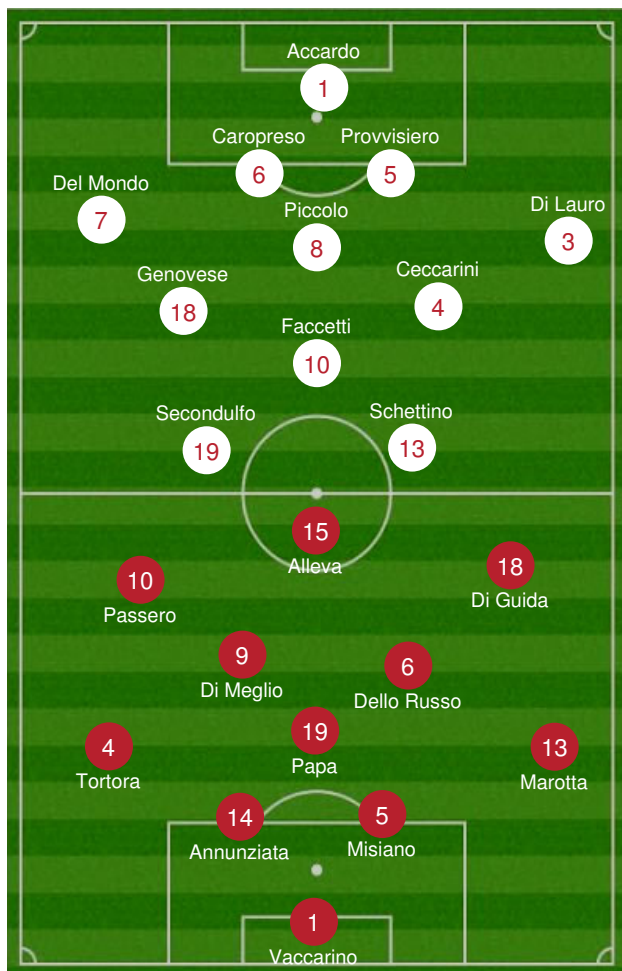 Accardo
1
Caropreso Provvisiero
6 5
Del Mondo
7
Di Lauro
3
Piccolo
8
Genovese
18
Ceccarini
4
Faccetti
10
Secondulfo
19
Schettino
13
15
Alleva
10
Passero
18
Di Guida
9
Di Meglio
6
Dello Russo
19
Papa
4
Tortora
13
Marotta
14
Annunziata
5
Misiano
1
Vaccarino